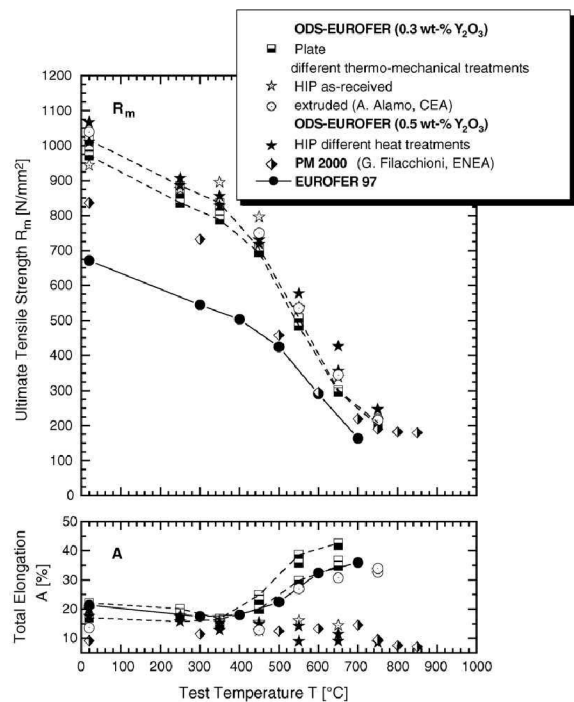 ODS-EUROFER (0.3 wt-% Y₂O₃)
Plate
different thermo-mechanical treatments
HIP as-received
extruded (A. Alamo, CEA)
ODS-EUROFER (0.5 wt-% Y₂O₃)
HIP different heat treatments
PM 2000 (G. Filacchioni, ENEA)
EUROFER 97
Rₘ
Ultimate Tensile Strength Rₘ [N/mm²]
1200
1100
1000
900
800
700
600
500
400
300
200
100
0
A
Total Elongation
A [%]
50
40
30
20
10
0 100 200 300 400 500 600 700 800 900 1000
Test Temperature T [°C]